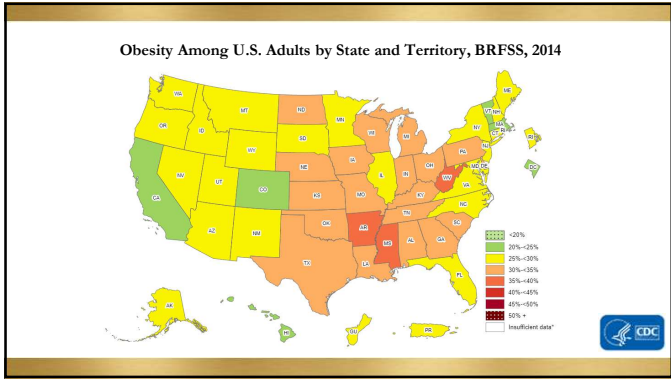 Obesity Among U.S. Adults by State and Territory, BRFSS, 2014
WA
MT
ND
MN
ME
VT
NH
OR
ID
SD
WI
MI
NY
MA
CT
RI
RI
WY
IA
PA
NJ
NV
NE
IL
IN
OH
MD
DE
DC
UT
CO
WV
VA
CA
KS
MO
KY
NC
TN
AZ
NM
OK
AR
SC
MS
AL
GA
TX
LA
FL
AK
HI
GU
PR
<20%
20%-<25%
25%-<30%
30%-<35%
35%-<40%
40%-<45%
45%-<50%
50% +
Insufficient data*
CDC